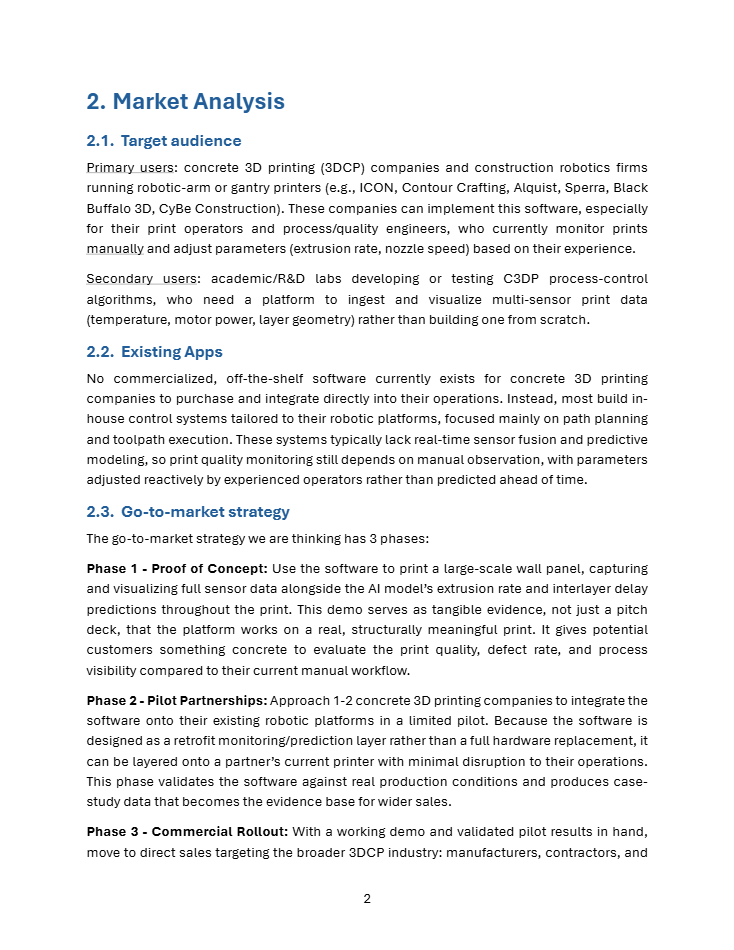 2. Market Analysis
2.1. Target audience
Primary users: concrete 3D printing (3DCP) companies and construction robotics firms
running robotic-arm or gantry printers (e.g., ICON, Contour Crafting, Alquist, Sperra, Black
Buffalo 3D, CyBe Construction). These companies can implement this software, especially
for their print operators and process/quality engineers, who currently monitor prints
manually and adjust parameters (extrusion rate, nozzle speed) based on their experience.
Secondary users: academic/R&D labs developing or testing C3DP process-control
algorithms, who need a platform to ingest and visualize multi-sensor print data
(temperature, motor power, layer geometry) rather than building one from scratch.
2.2. Existing Apps
No commercialized, off-the-shelf software currently exists for concrete 3D printing
companies to purchase and integrate directly into their operations. Instead, most build in-
house control systems tailored to their robotic platforms, focused mainly on path planning
and toolpath execution. These systems typically lack real-time sensor fusion and predictive
modeling, so print quality monitoring still depends on manual observation, with parameters
adjusted reactively by experienced operators rather than predicted ahead of time.
2.3. Go-to-market strategy
The go-to-market strategy we are thinking has 3 phases:
Phase 1 - Proof of Concept: Use the software to print a large-scale wall panel, capturing
and visualizing full sensor data alongside the AI model’s extrusion rate and interlayer delay
predictions throughout the print. This demo serves as tangible evidence, not just a pitch
deck, that the platform works on a real, structurally meaningful print. It gives potential
customers something concrete to evaluate the print quality, defect rate, and process
visibility compared to their current manual workflow.
Phase 2 - Pilot Partnerships: Approach 1-2 concrete 3D printing companies to integrate the
software onto their existing robotic platforms in a limited pilot. Because the software is
designed as a retrofit monitoring/prediction layer rather than a full hardware replacement, it
can be layered onto a partner’s current printer with minimal disruption to their operations.
This phase validates the software against real production conditions and produces case-
study data that becomes the evidence base for wider sales.
Phase 3 - Commercial Rollout: With a working demo and validated pilot results in hand,
move to direct sales targeting the broader 3DCP industry: manufacturers, contractors, and
2